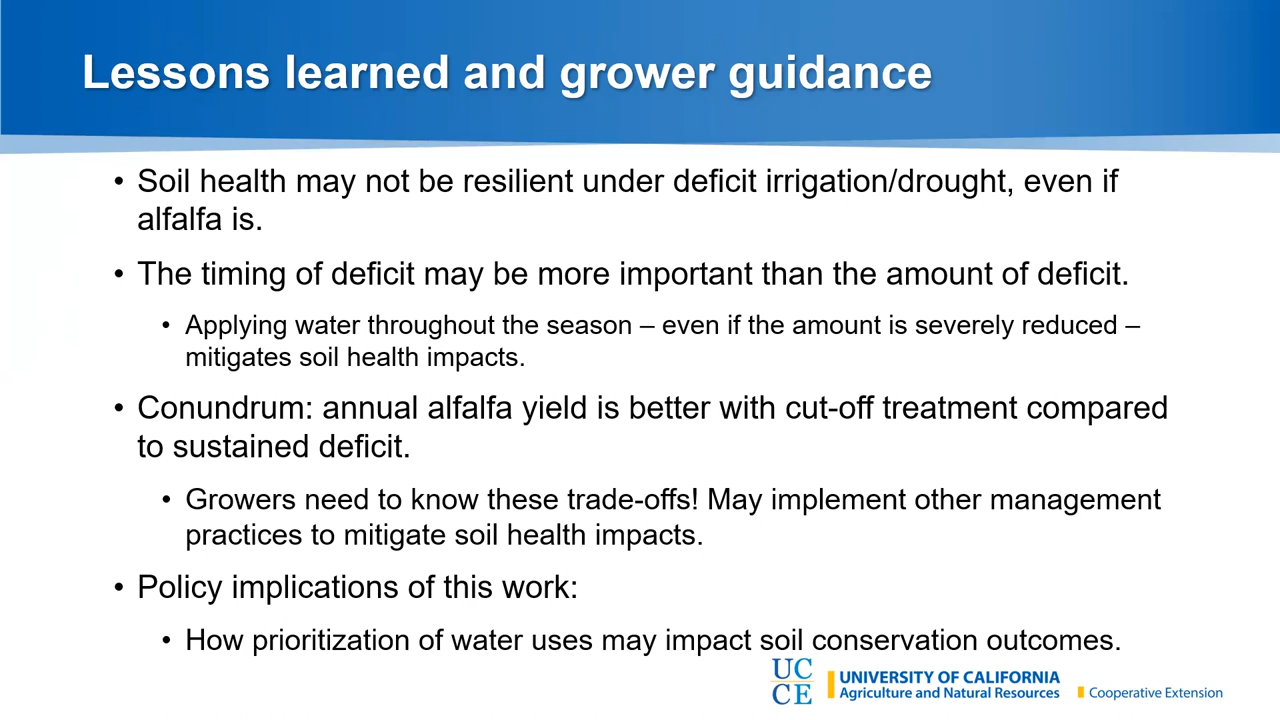 Lessons learned and grower guidance
• Soil health may not be resilient under deficit irrigation/drought, even if
alfalfa is.
• The timing of deficit may be more important than the amount of deficit.
• Applying water throughout the season – even if the amount is severely reduced –
mitigates soil health impacts.
• Conundrum: annual alfalfa yield is better with cut-off treatment compared
to sustained deficit.
• Growers need to know these trade-offs! May implement other management
practices to mitigate soil health impacts.
• Policy implications of this work:
• How prioritization of water uses may impact soil conservation outcomes.
UC
CE
UNIVERSITY OF CALIFORNIA
Agriculture and Natural Resources
Cooperative Extension